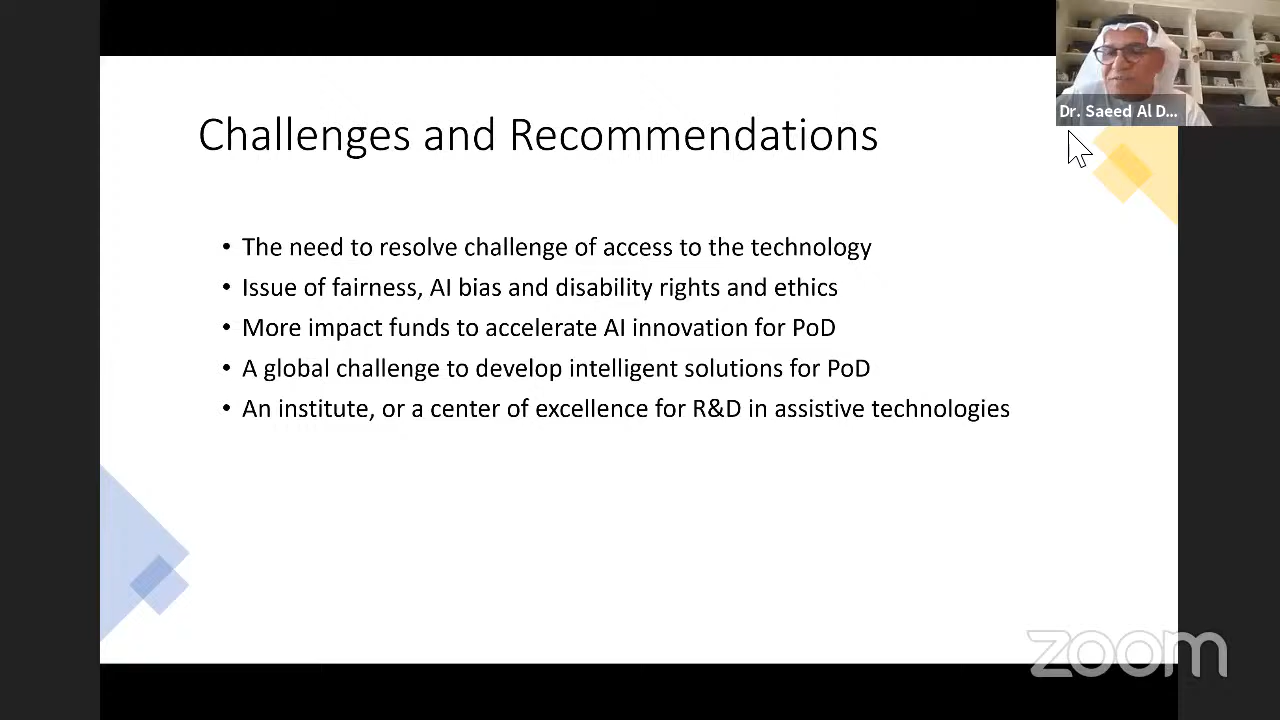 Dr. Saeed Al D...
Challenges and Recommendations
• The need to resolve challenge of access to the technology
• Issue of fairness, AI bias and disability rights and ethics
• More impact funds to accelerate AI innovation for PoD
• A global challenge to develop intelligent solutions for PoD
• An institute, or a center of excellence for R&D in assistive technologies
zoom